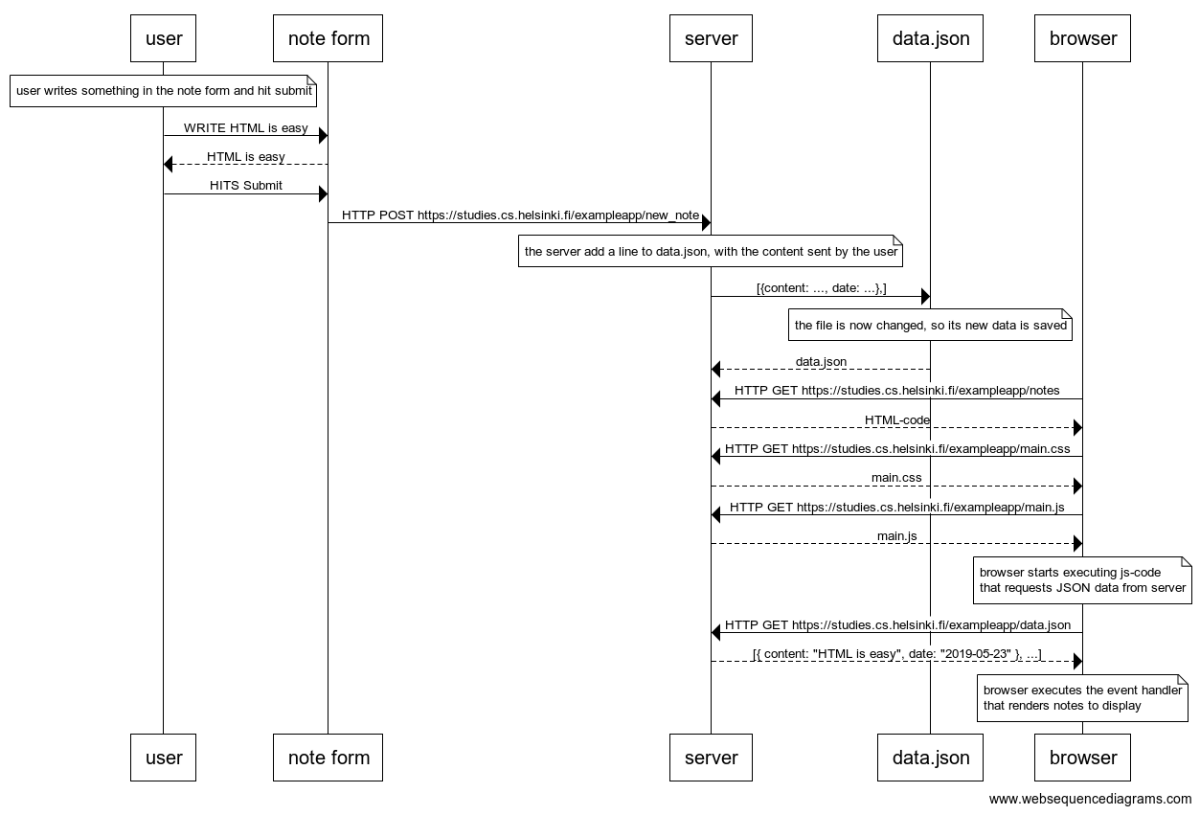 user
note form
server
data.json
browser
user writes something in the note form and hit submit
WRITE HTML is easy
HTML is easy
HITS Submit
HTTP POST https://studies.cs.helsinki.fi/exampleapp/new_note
the server add a line to data.json, with the content sent by the user
[{content: ..., date: ...},]
the file is now changed, so its new data is saved
data.json
HTTP GET https://studies.cs.helsinki.fi/exampleapp/notes
HTML-code
HTTP GET https://studies.cs.helsinki.fi/exampleapp/main.css
main.css
HTTP GET https://studies.cs.helsinki.fi/exampleapp/main.js
main.js
browser starts executing js-code
that requests JSON data from server
HTTP GET https://studies.cs.helsinki.fi/exampleapp/data.json
[{ content: "HTML is easy", date: "2019-05-23" }, ...]
browser executes the event handler
that renders notes to display
user
note form
server
data.json
browser
www.websequencediagrams.com